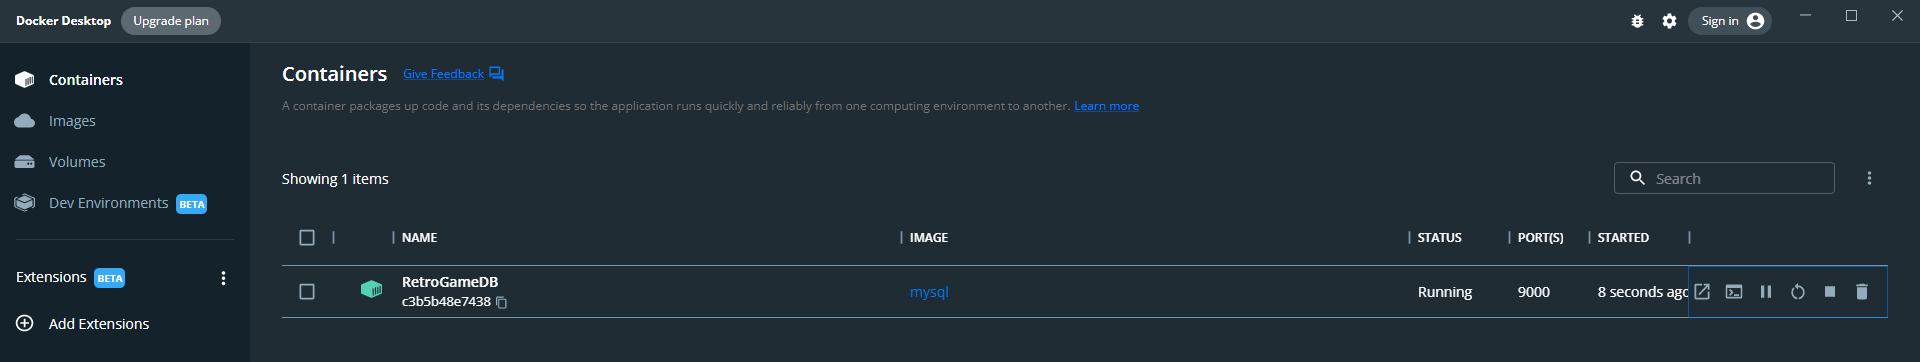 Docker Desktop Upgrade plan Sign in
Containers
Images
Volumes
Dev Environments BETA
Extensions BETA
Add Extensions
Containers Give Feedback
A container packages up code and its dependencies so the application runs quickly and reliably from one computing environment to another. Learn more
Showing 1 items Search
NAME IMAGE STATUS PORT(S) STARTED
RetroGameDB
c3b5b48e7438 mysql Running 9000 8 seconds ago